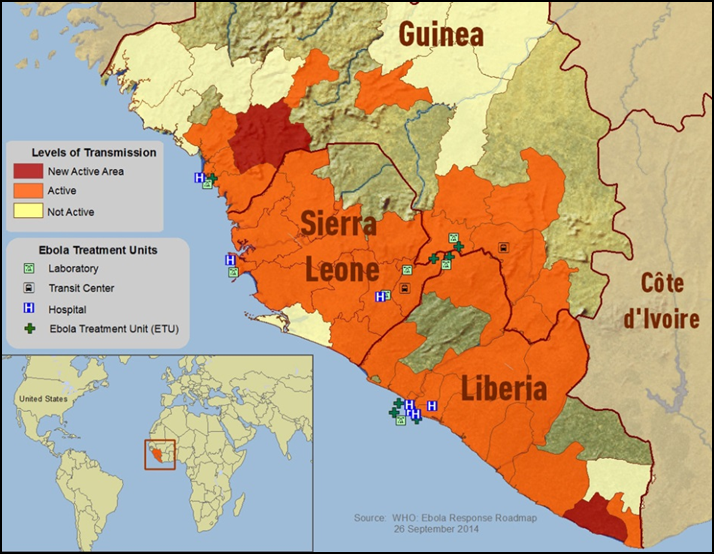 Guinea
Levels of Transmission
New Active Area
Active
Not Active
Ebola Treatment Units
Laboratory
Transit Center
Hospital
Ebola Treatment Unit (ETU)
Sierra
Leone
Côte
d'Ivoire
Liberia
United States
Source: WHO: Ebola Response Roadmap
26 September 2014
H
H
H
H
H
H
H
H